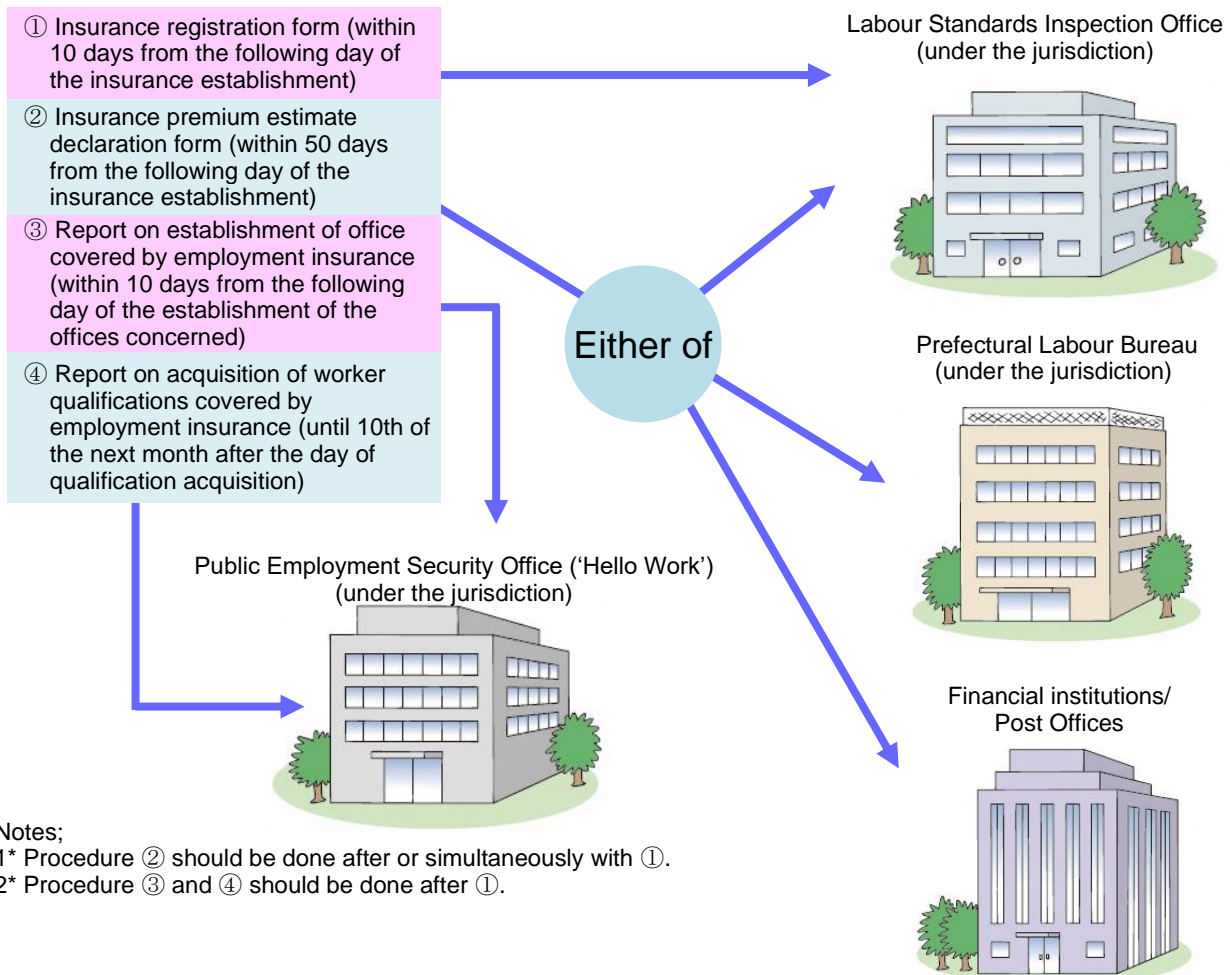 ① Insurance registration form (within
10 days from the following day of
the insurance establishment)
② Insurance premium estimate
declaration form (within 50 days
from the following day of the
insurance establishment)
③ Report on establishment of office
covered by employment insurance
(within 10 days from the following
day of the establishment of the
offices concerned)
④ Report on acquisition of worker
qualifications covered by
employment insurance (until 10th of
the next month after the day of
qualification acquisition)
Labour Standards Inspection Office
(under the jurisdiction)
Either of
Prefectural Labour Bureau
(under the jurisdiction)
Public Employment Security Office (‘Hello Work’)
(under the jurisdiction)
Financial institutions/
Post Offices
Notes;
1* Procedure ② should be done after or simultaneously with ①.
2* Procedure ③ and ④ should be done after ①.